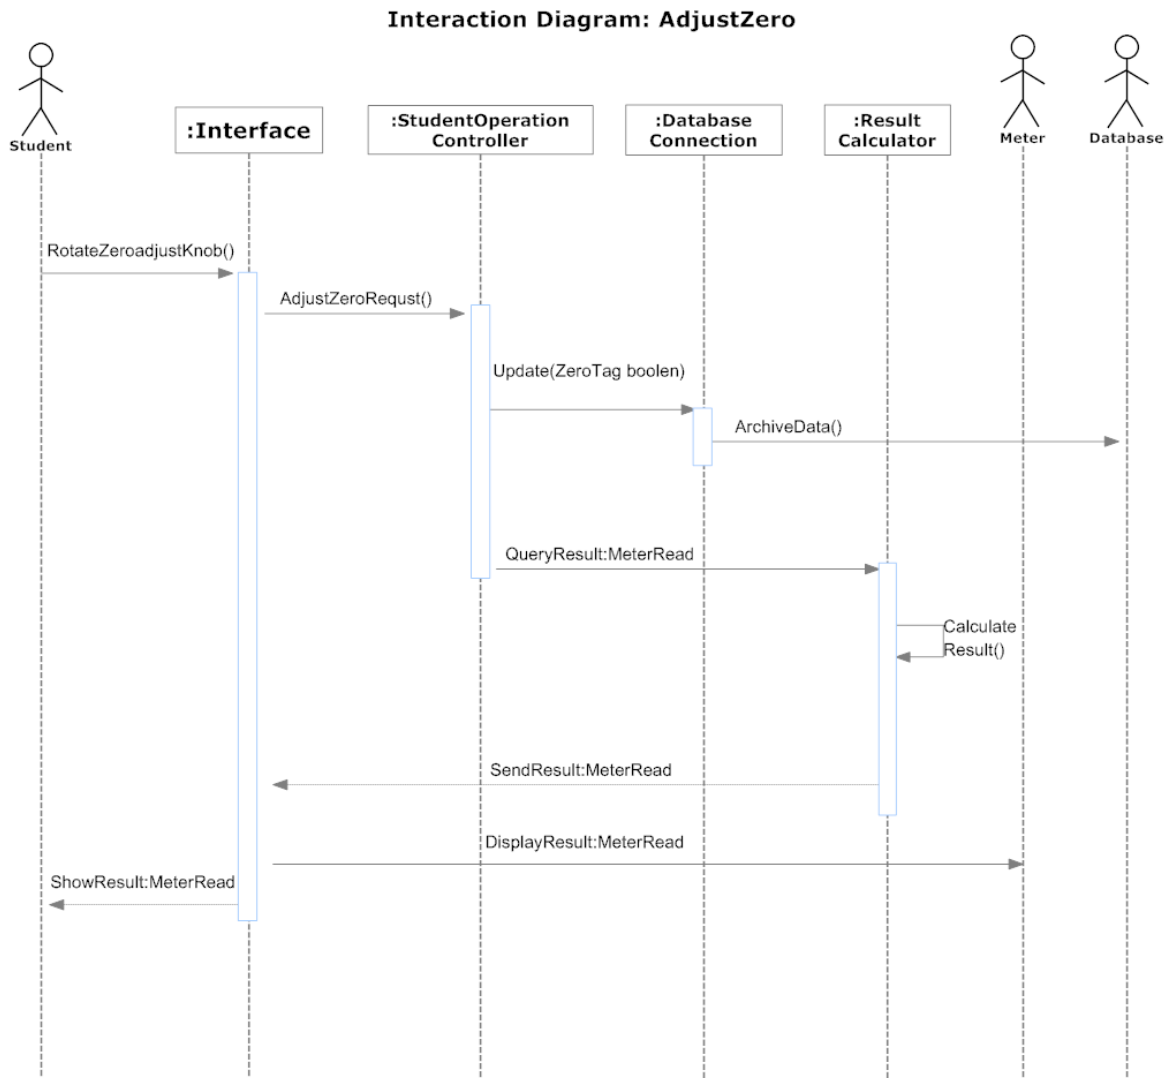 Interaction Diagram: AdjustZero
Student
:Interface
:StudentOperation
Controller
:Database
Connection
:Result
Calculator
Meter
Database
RotateZeroadjustKnob()
AdjustZeroRequst()
Update(ZeroTag boolen)
ArchiveData()
QueryResult:MeterRead
Calculate
Result()
SendResult:MeterRead
DisplayResult:MeterRead
ShowResult:MeterRead